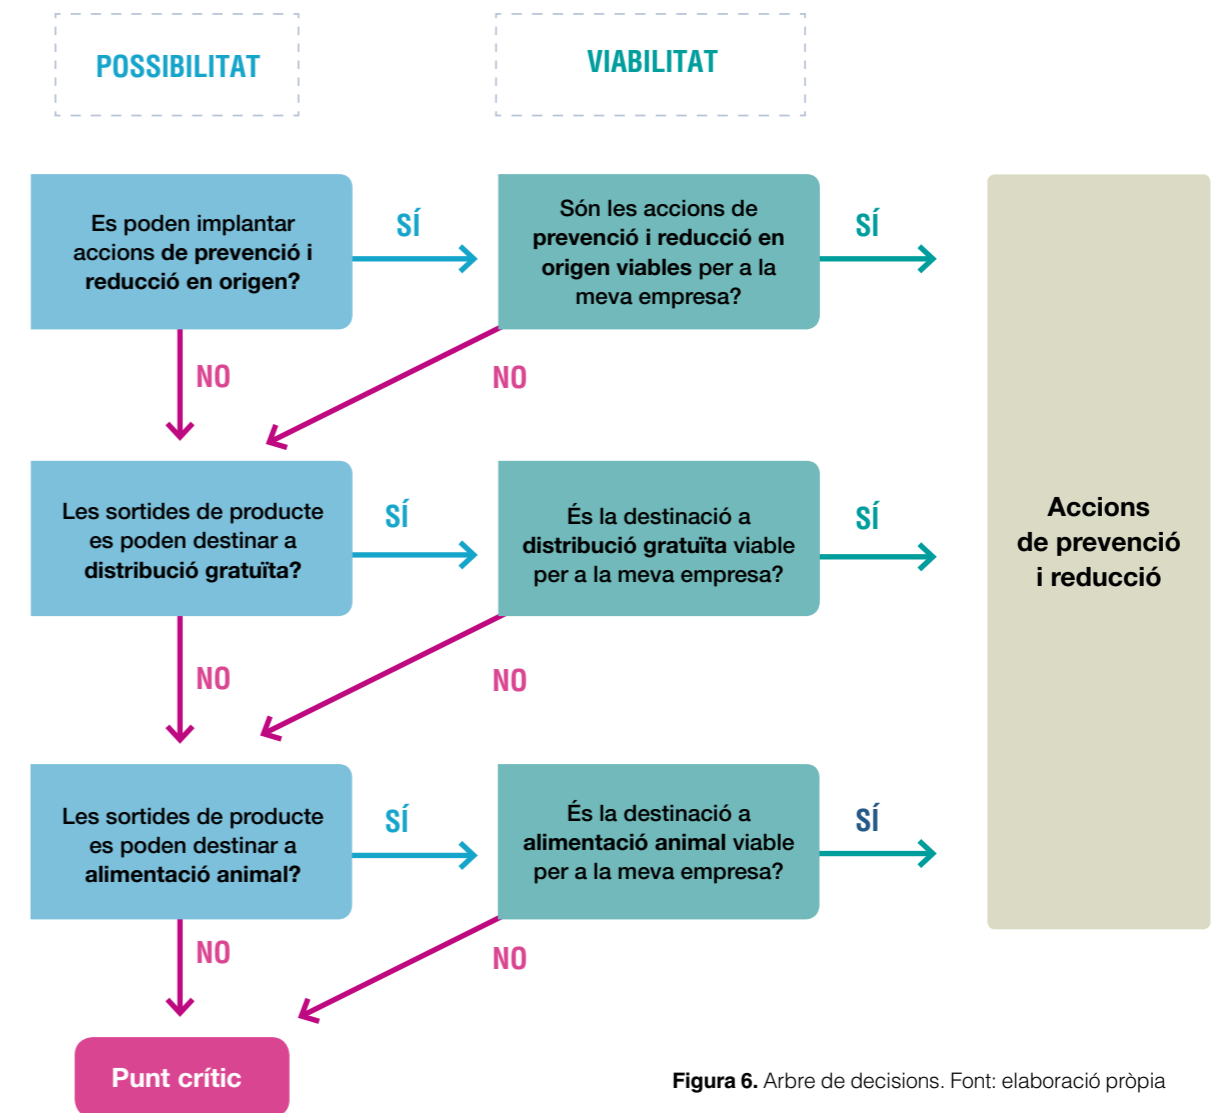 POSSIBILITAT
VIABILITAT
Es poden implantar
accions de prevenció i
reducció en origen?
SÍ
Són les accions de
prevenció i reducció en
origen viables per a la
meva empresa?
SÍ
NO
NO
Les sortides de producte
es poden destinar a
distribució gratuïta?
SÍ
És la destinació a
distribució gratuïta viable
per a la meva empresa?
SÍ
Accions
de prevenció
i reducció
NO
NO
Les sortides de producte
es poden destinar a
alimentació animal?
SÍ
És la destinació a
alimentació animal viable
per a la meva empresa?
SÍ
NO
NO
Punt crític
Figura 6. Arbre de decisions. Font: elaboració pròpia